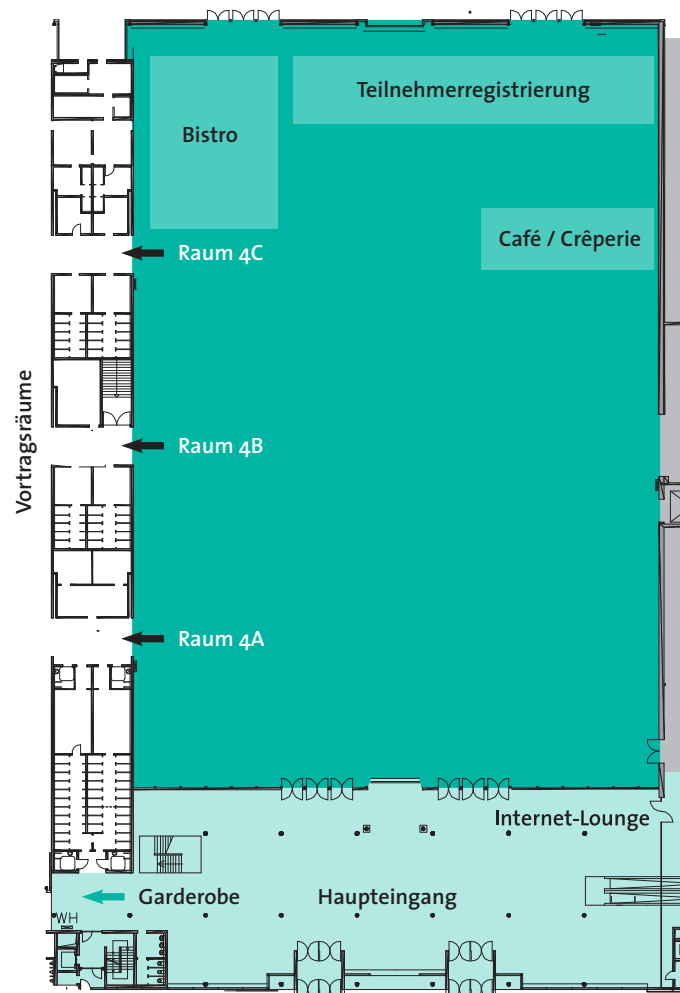 Teilnehmerregistrierung
Bistro
Café / Crêperie
Raum 4C
Vortragsräume
Raum 4B
Raum 4A
Internet-Lounge
Garderobe
Haupteingang
WH